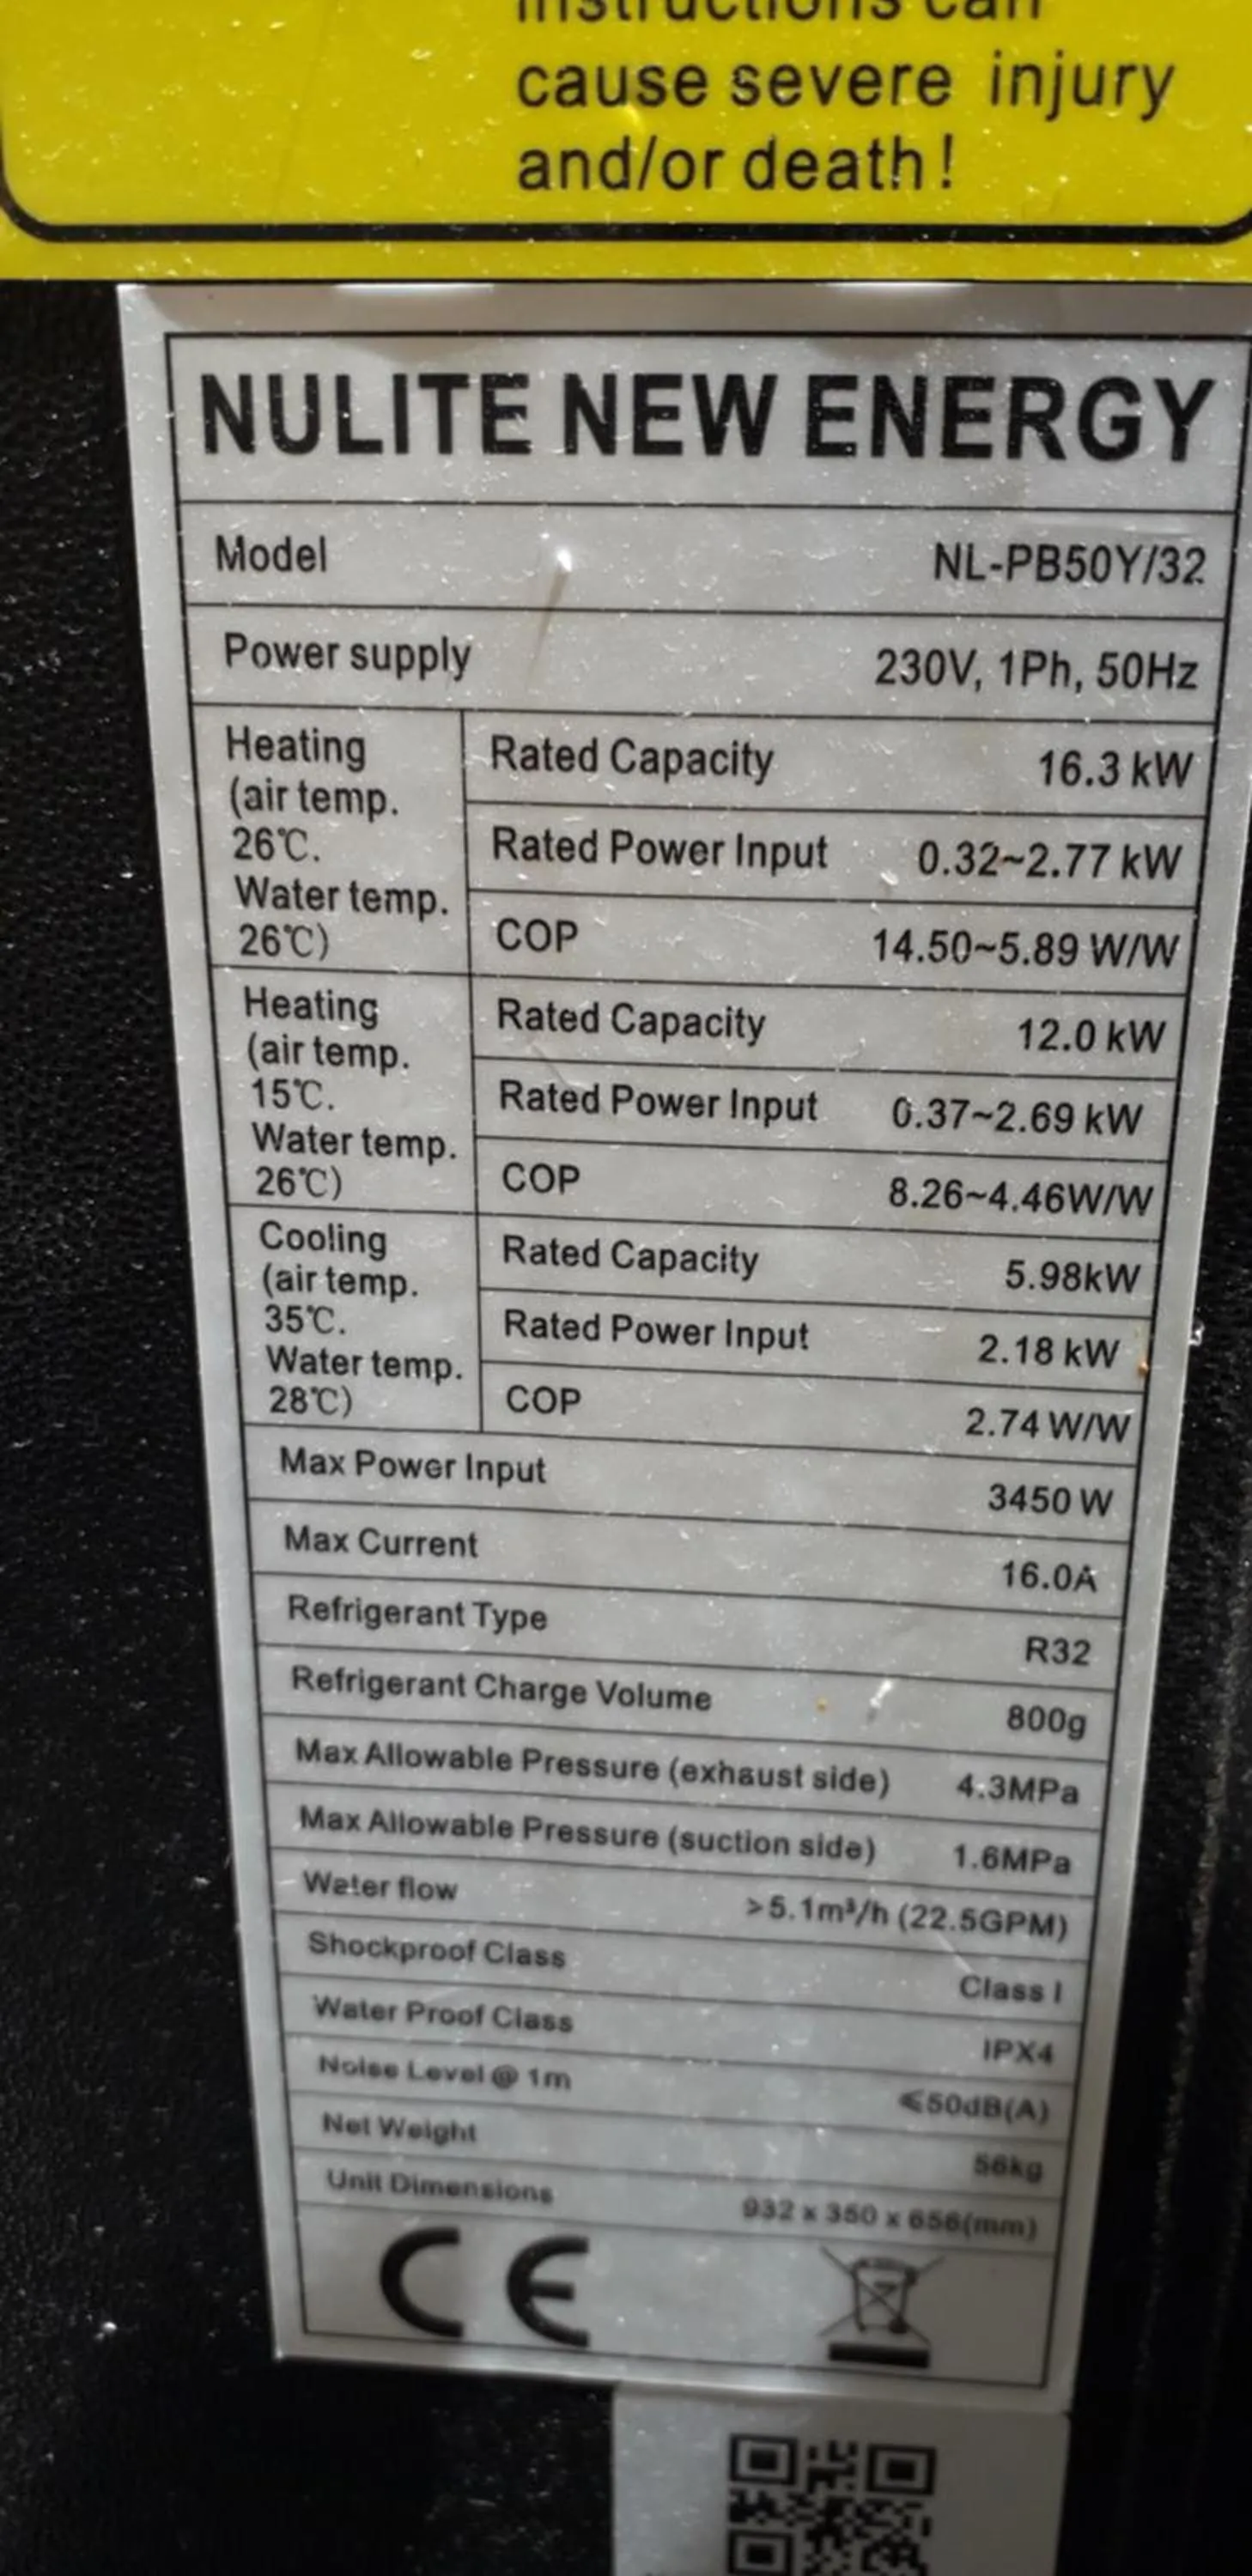 instructions can
cause severe injury
and/or death!
NULITE NEW ENERGY
Model NL-PB50Y/32
Power supply 230V, 1Ph, 50Hz
Heating
(air temp.
26℃.
Water temp.
26℃)
Rated Capacity 16.3 kW
Rated Power Input 0.32~2.77 kW
COP 14.50~5.89 W/W
Heating
(air temp.
15℃.
Water temp.
26℃)
Rated Capacity 12.0 kW
Rated Power Input 0.37~2.69 kW
COP 8.26~4.46W/W
Cooling
(air temp.
35℃.
Water temp.
28℃)
Rated Capacity 5.98kW
Rated Power Input 2.18 kW
COP 2.74 W/W
Max Power Input 3450 W
Max Current 16.0A
Refrigerant Type R32
Refrigerant Charge Volume 800g
Max Allowable Pressure (exhaust side) 4.3MPa
Max Allowable Pressure (suction side) 1.6MPa
Water flow >5.1m³/h (22.5GPM)
Shockproof Class Class I
Water Proof Class IPX4
Noise Level @ 1m ≤50dB(A)
Net Weight 56kg
Unit Dimensions 932 x 350 x 656(mm)
CE